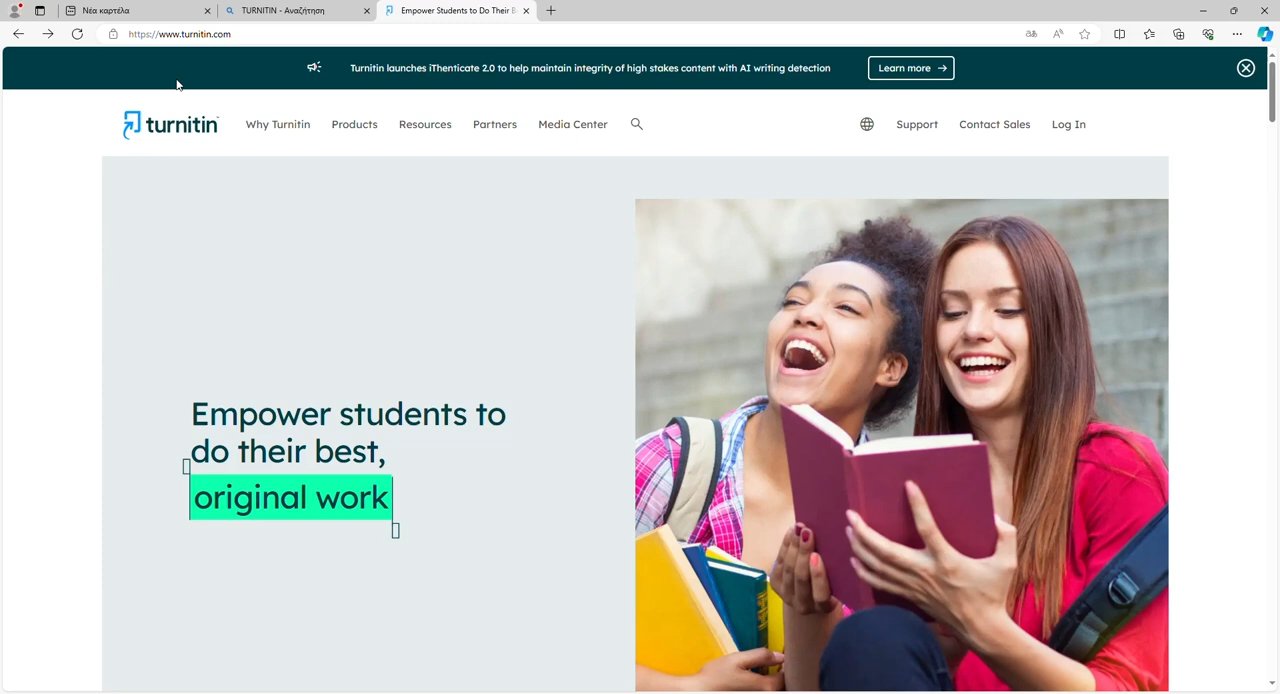 Νέα καρτέλα
TURNITIN - Αναζήτηση
Empower Students to Do Their B
https://www.turnitin.com
Turnitin launches iThenticate 2.0 to help maintain integrity of high stakes content with AI writing detection
Learn more →
turnitin
Why Turnitin
Products
Resources
Partners
Media Center
Support
Contact Sales
Log In
Empower students to
do their best,
original work